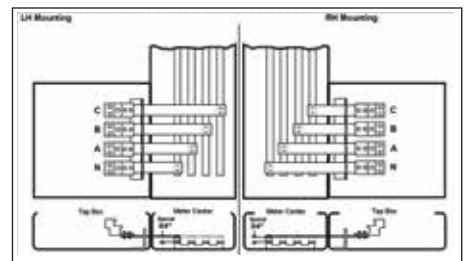 LH Mounting
RH Mounting
C
B
A
N
C
B
A
N
Tap Box
Meter Center
Meter Center
Tap Box